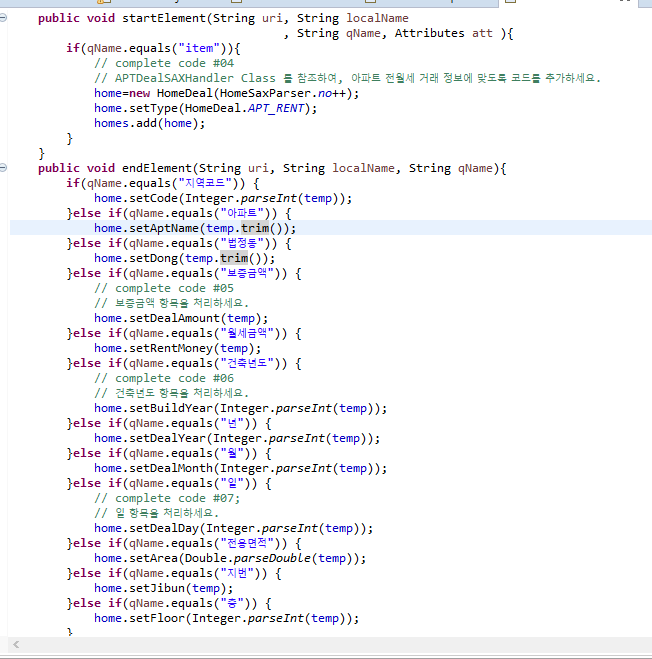 public void startElement(String uri, String localName
, String qName, Attributes att ){
if(qName.equals("item")){
// complete code #04
// APTDealSAXHandler Class 를 참조하여, 아파트 전월세 거래 정보에 맞도록 코드를 추가하세요.
home=new HomeDeal(HomeSaxParser.no++);
home.setType(HomeDeal.APT_RENT);
homes.add(home);
}
}
public void endElement(String uri, String localName, String qName){
if(qName.equals("지역코드")) {
home.setCode(Integer.parseInt(temp));
}else if(qName.equals("아파트")) {
home.setAptName(temp.trim());
}else if(qName.equals("법정동")) {
home.setDong(temp.trim());
}else if(qName.equals("보증금액")) {
// complete code #05
// 보증금액 항목을 처리하세요.
home.setDealAmount(temp);
}else if(qName.equals("월세금액")) {
home.setRentMoney(temp);
}else if(qName.equals("건축년도")) {
// complete code #06
// 건축년도 항목을 처리하세요.
home.setBuildYear(Integer.parseInt(temp));
}else if(qName.equals("년")) {
home.setDealYear(Integer.parseInt(temp));
}else if(qName.equals("월")) {
home.setDealMonth(Integer.parseInt(temp));
}else if(qName.equals("일")) {
// complete code #07;
// 일 항목을 처리하세요.
home.setDealDay(Integer.parseInt(temp));
}else if(qName.equals("전용면적")) {
home.setArea(Double.parseDouble(temp));
}else if(qName.equals("지번")) {
home.setJibun(temp);
}else if(qName.equals("층")) {
home.setFloor(Integer.parseInt(temp));
}